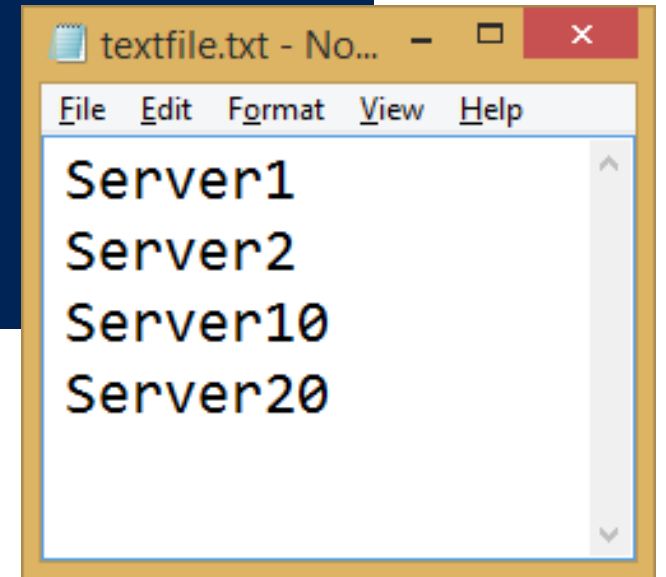 textfile.txt - No...
File Edit Format View Help
Server1
Server2
Server10
Server20